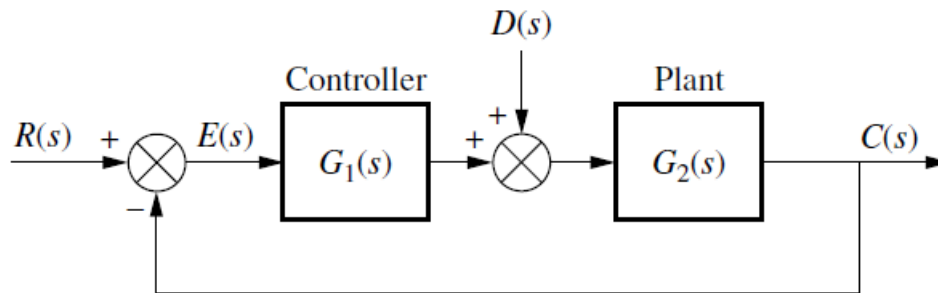 D(s)
Controller
Plant
R(s) + E(s) G₁(s) + + G₂(s) C(s)
−